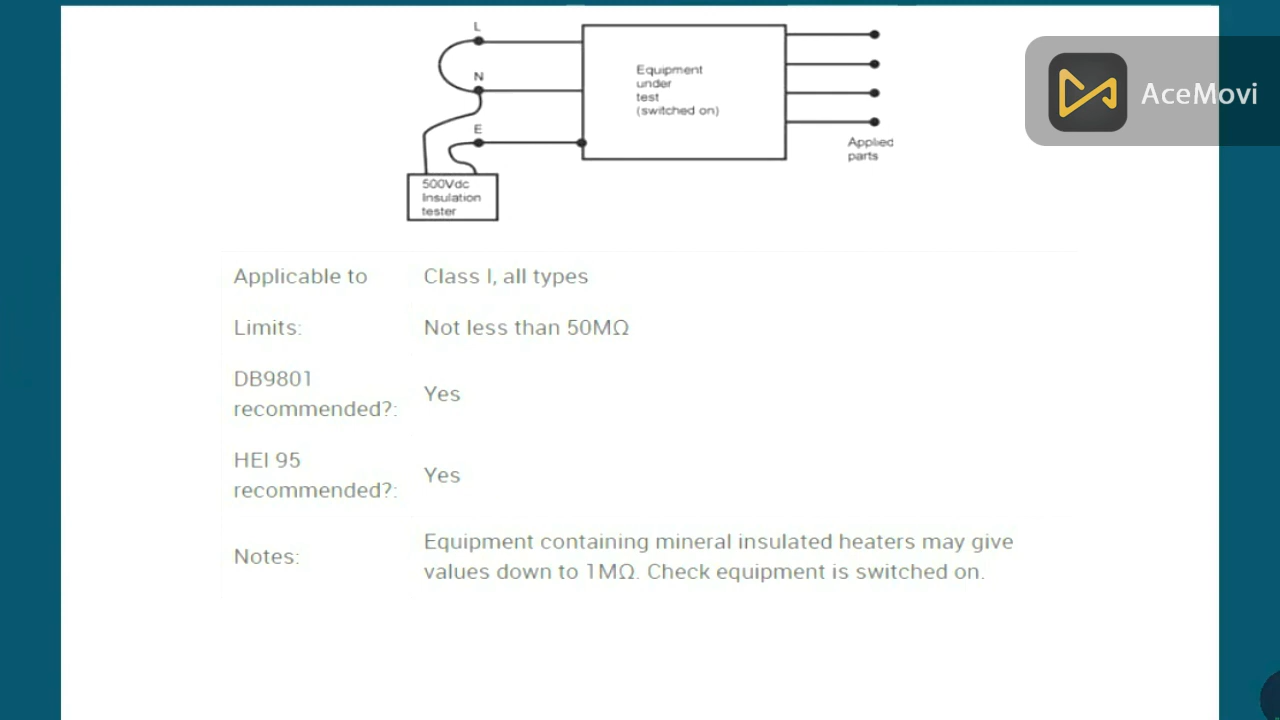 L
N
E
Equipment
under
test
(switched on)
Applied
parts
500Vdc
Insulation
tester
AceMovi
Applicable to Class I, all types
Limits: Not less than 50MΩ
DB9801
recommended?: Yes
HEI 95
recommended?: Yes
Notes: Equipment containing mineral insulated heaters may give
values down to 1MΩ. Check equipment is switched on.